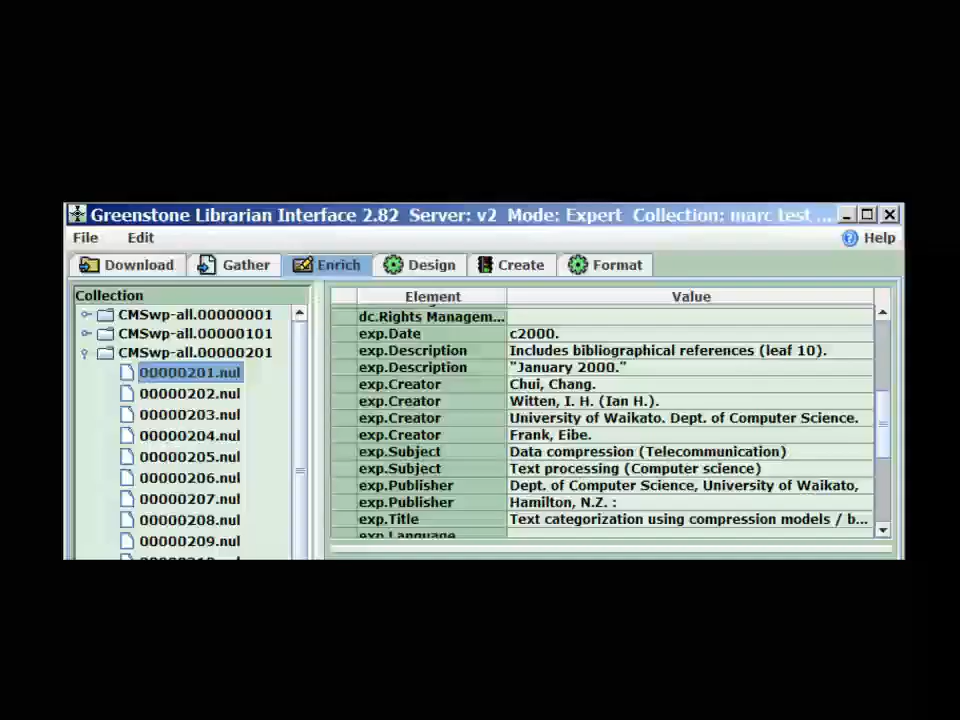 Greenstone Librarian Interface 2.82 Server: v2 Mode: Expert Collection: marc test ...
File Edit Help
Download Gather Enrich Design Create Format
Collection
CMSwp-all.00000001
CMSwp-all.00000101
CMSwp-all.00000201
00000201.nul
00000202.nul
00000203.nul
00000204.nul
00000205.nul
00000206.nul
00000207.nul
00000208.nul
00000209.nul
Element Value
dc.Rights Managem...
exp.Date c2000.
exp.Description Includes bibliographical references (leaf 10).
exp.Description "January 2000."
exp.Creator Chui, Chang.
exp.Creator Witten, I. H. (Ian H.).
exp.Creator University of Waikato. Dept. of Computer Science.
exp.Creator Frank, Eibe.
exp.Subject Data compression (Telecommunication)
exp.Subject Text processing (Computer science)
exp.Publisher Dept. of Computer Science, University of Waikato,
exp.Publisher Hamilton, N.Z. :
exp.Title Text categorization using compression models / b...
exp.Language